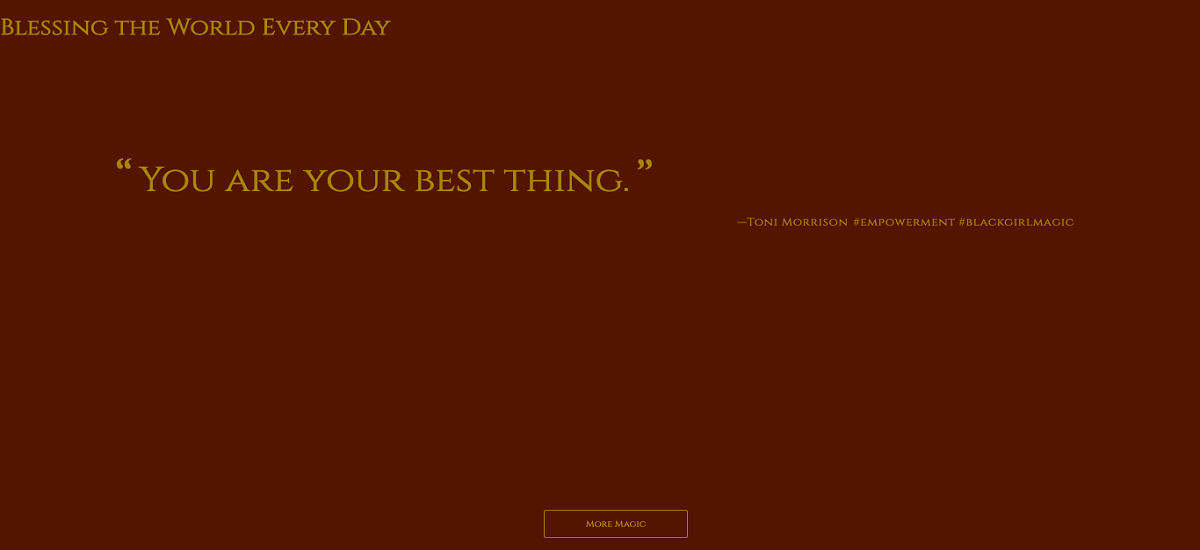 Blessing the World Every Day
“ You are your best thing. ”
—Toni Morrison #empowerment #blackgirlmagic
More Magic